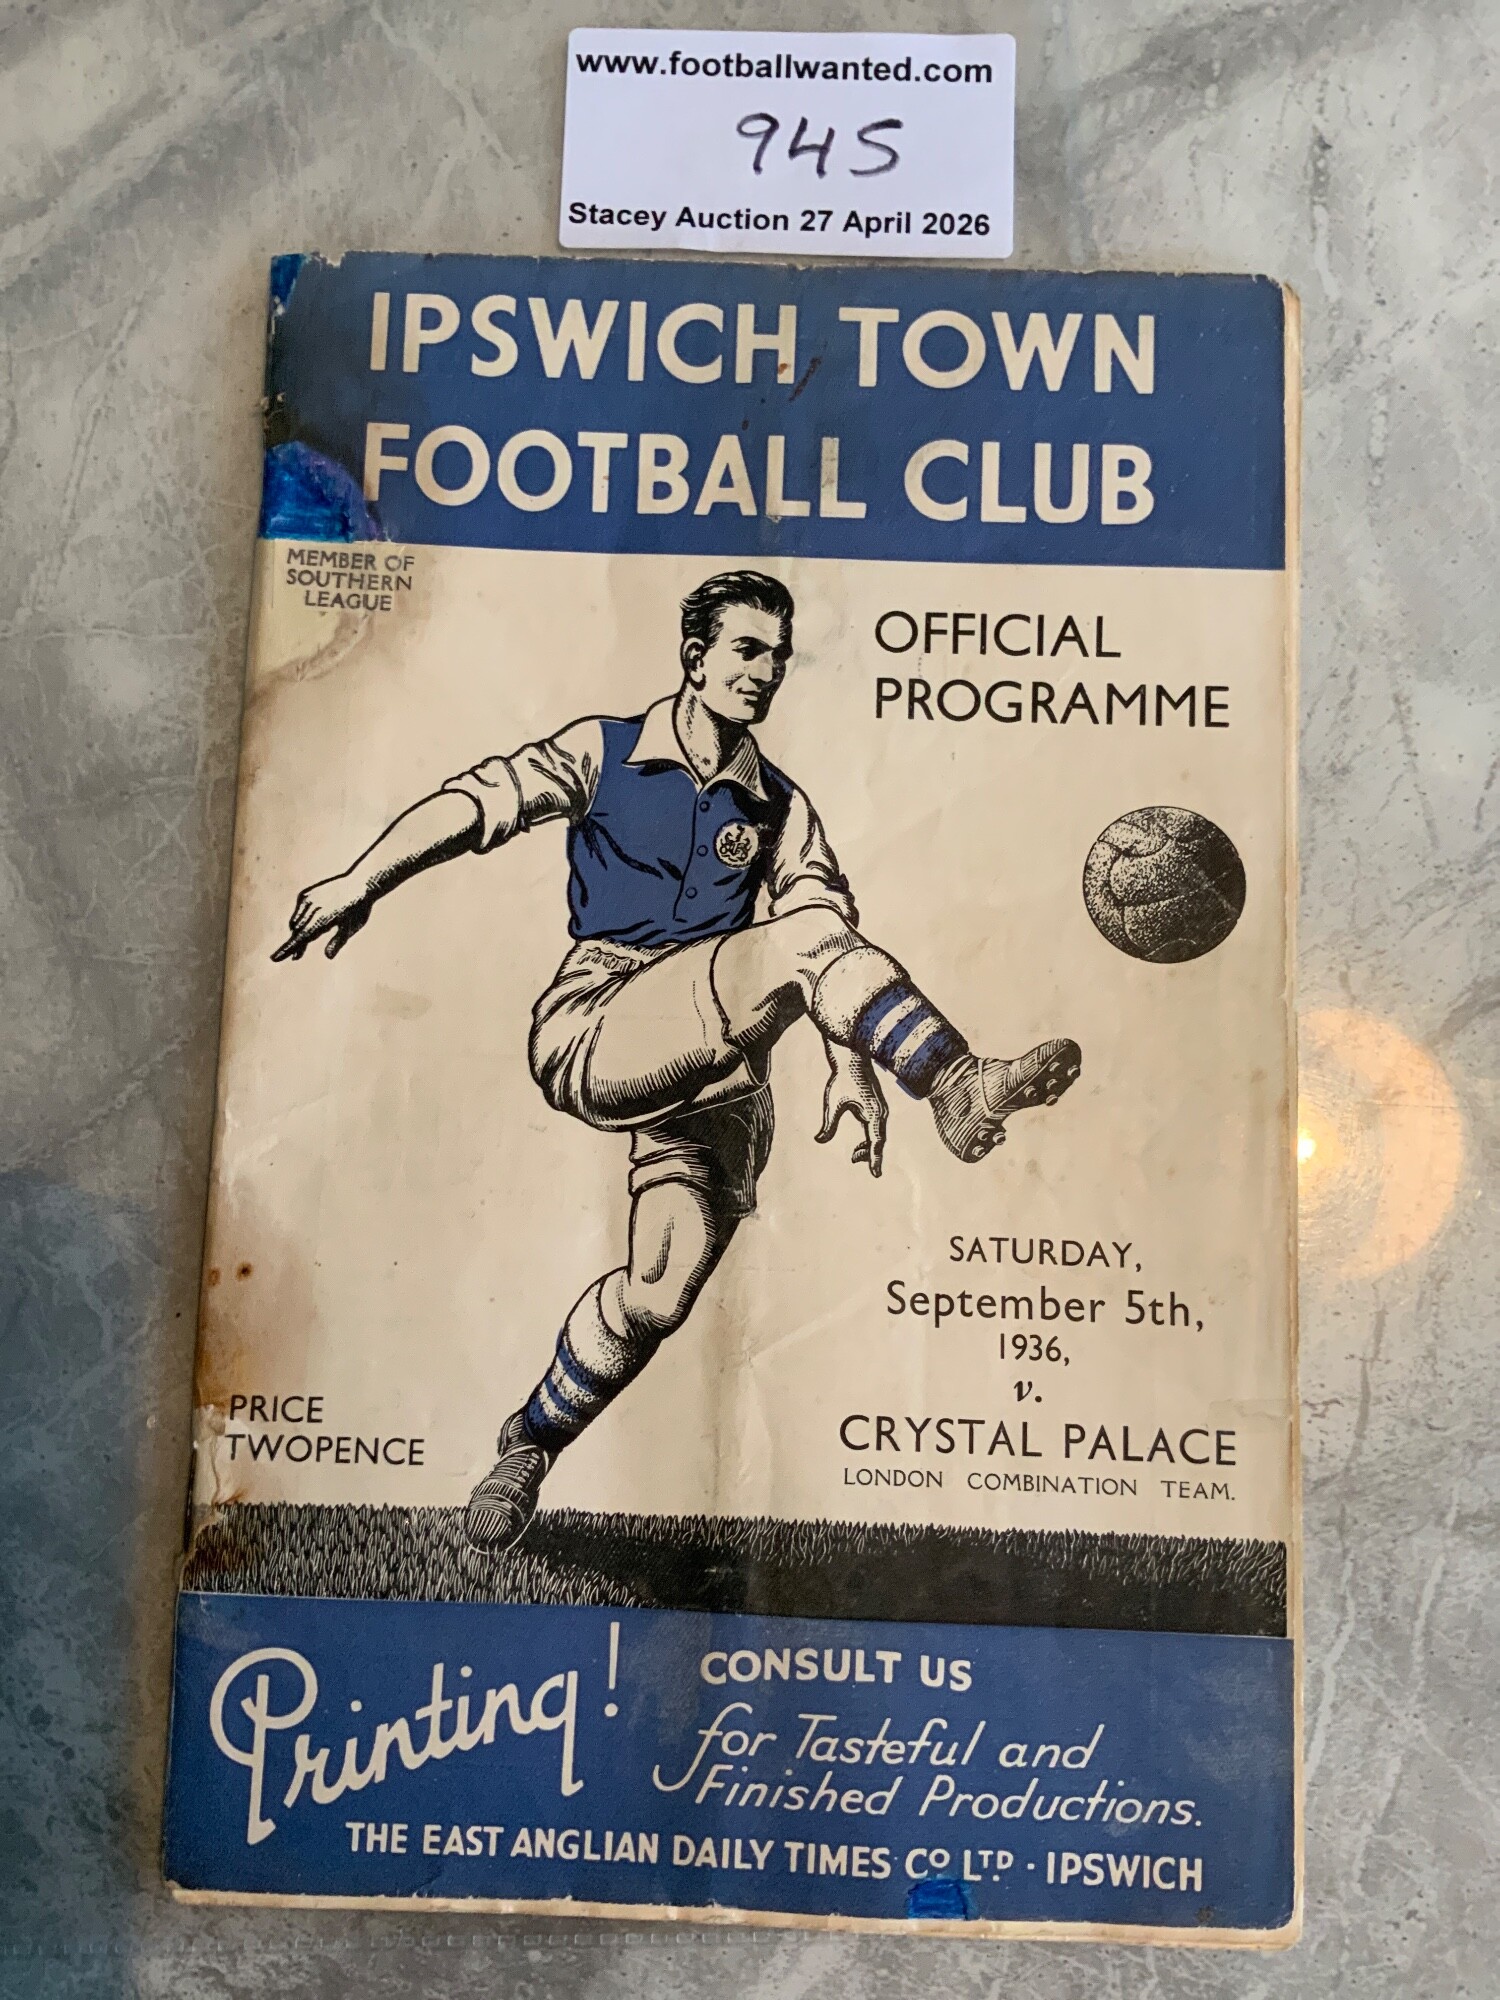 www.footballwanted.com
945
Stacey Auction 27 April 2026
IPSWICH TOWN
FOOTBALL CLUB
MEMBER OF
SOUTHERN
LEAGUE
OFFICIAL
PROGRAMME
SATURDAY,
September 5th,
1936,
v.
CRYSTAL PALACE
LONDON COMBINATION TEAM.
PRICE
TWOPENCE
Printing!
CONSULT US
for Tasteful and
Finished Productions.
THE EAST ANGLIAN DAILY TIMES CO LTD · IPSWICH